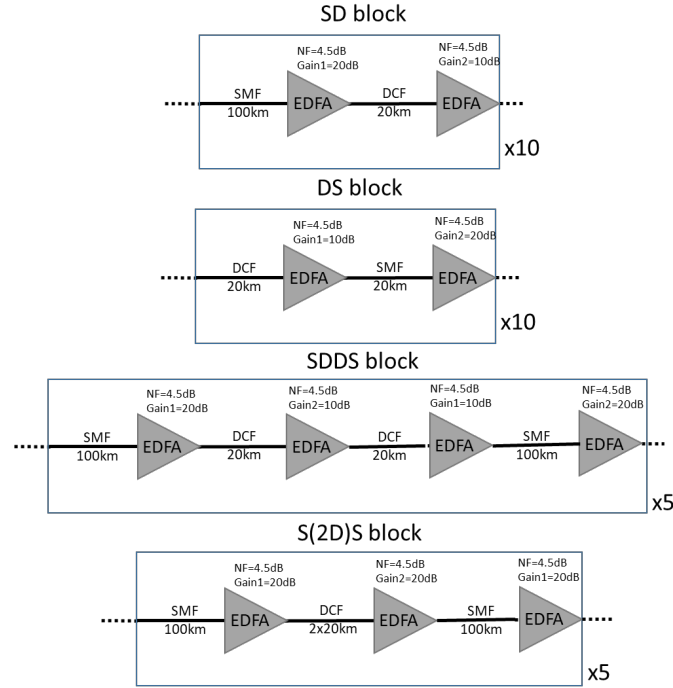 SD block
NF=4.5dB
Gain1=20dB
NF=4.5dB
Gain2=10dB
SMF
EDFA
DCF
EDFA
100km
20km
x10
DS block
NF=4.5dB
Gain1=10dB
NF=4.5dB
Gain2=20dB
DCF
EDFA
SMF
EDFA
20km
20km
x10
SDDS block
NF=4.5dB
Gain1=20dB
NF=4.5dB
Gain2=10dB
NF=4.5dB
Gain1=10dB
NF=4.5dB
Gain2=20dB
SMF
EDFA
DCF
EDFA
DCF
EDFA
SMF
EDFA
100km
20km
20km
100km
x5
S(2D)S block
NF=4.5dB
Gain1=20dB
NF=4.5dB
Gain2=20dB
NF=4.5dB
Gain1=20dB
SMF
EDFA
DCF
EDFA
SMF
EDFA
100km
2x20km
100km
x5